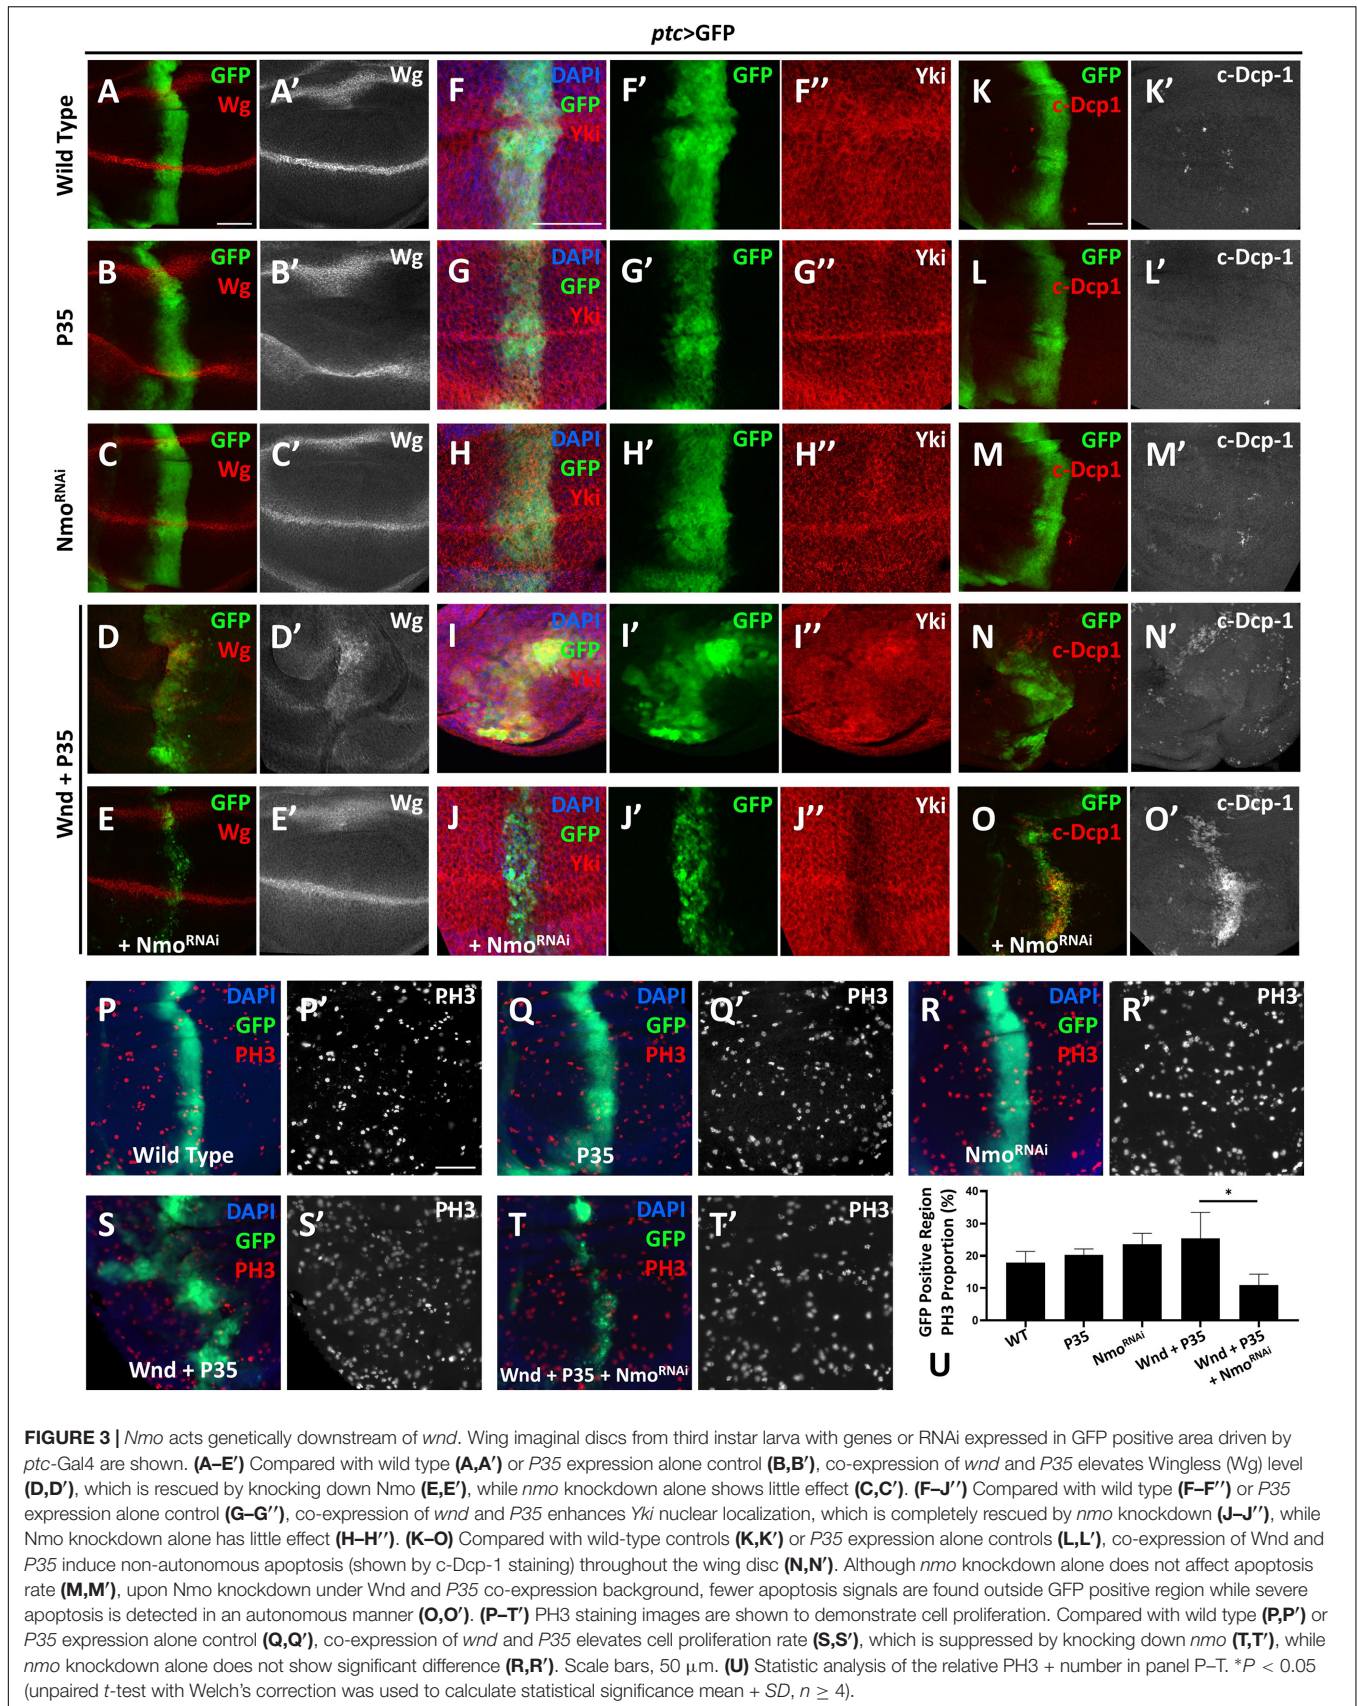 ptc>GFP
Wild Type
A GFP Wg
A′ Wg
F DAPI GFP Yki
F′ GFP
F′′ Yki
K GFP c-Dcp1
K′ c-Dcp-1
P35
B GFP Wg
B′ Wg
G DAPI GFP Yki
G′ GFP
G′′ Yki
L GFP c-Dcp1
L′ c-Dcp-1
NmoRNAi
C GFP Wg
C′ Wg
H DAPI GFP Yki
H′ GFP
H′′ Yki
M GFP c-Dcp1
M′ c-Dcp-1
Wnd + P35
D GFP Wg
D′ Wg
I DAPI GFP Yki
I′ GFP
I′′ Yki
N GFP c-Dcp1
N′ c-Dcp-1
E GFP Wg + NmoRNAi
E′ Wg
J DAPI GFP Yki + NmoRNAi
J′ GFP
J′′ Yki
O GFP c-Dcp1 + NmoRNAi
O′ c-Dcp-1
P DAPI GFP PH3 Wild Type
P′ PH3
Q DAPI GFP PH3 P35
Q′ PH3
R DAPI GFP PH3 NmoRNAi
R′ PH3
S DAPI GFP PH3 Wnd + P35
S′ PH3
T DAPI GFP PH3 Wnd + P35 + NmoRNAi
T′ PH3
U
GFP Positive Region
PH3 Proportion (%)
40
30
20
10
0
*
WT
P35
NmoRNAi
Wnd + P35
Wnd + P35
+ NmoRNAi
FIGURE 3 | Nmo acts genetically downstream of wnd. Wing imaginal discs from third instar larva with genes or RNAi expressed in GFP positive area driven by
ptc-Gal4 are shown. (A–E′) Compared with wild type (A,A′) or P35 expression alone control (B,B′), co-expression of wnd and P35 elevates Wingless (Wg) level
(D,D′), which is rescued by knocking down Nmo (E,E′), while nmo knockdown alone shows little effect (C,C′). (F–J′′) Compared with wild type (F–F′′) or P35
expression alone control (G–G′′), co-expression of wnd and P35 enhances Yki nuclear localization, which is completely rescued by nmo knockdown (J–J′′), while
Nmo knockdown alone has little effect (H–H′′). (K–O) Compared with wild-type controls (K,K′) or P35 expression alone controls (L,L′), co-expression of Wnd and
P35 induce non-autonomous apoptosis (shown by c-Dcp-1 staining) throughout the wing disc (N,N′). Although nmo knockdown alone does not affect apoptosis
rate (M,M′), upon Nmo knockdown under Wnd and P35 co-expression background, fewer apoptosis signals are found outside GFP positive region while severe
apoptosis is detected in an autonomous manner (O,O′). (P–T′) PH3 staining images are shown to demonstrate cell proliferation. Compared with wild type (P,P′) or
P35 expression alone control (Q,Q′), co-expression of wnd and P35 elevates cell proliferation rate (S,S′), which is suppressed by knocking down nmo (T,T′), while
nmo knockdown alone does not show significant difference (R,R′). Scale bars, 50 μm. (U) Statistic analysis of the relative PH3 + number in panel P–T. *P < 0.05
(unpaired t-test with Welch's correction was used to calculate statistical significance mean + SD, n ≥ 4).